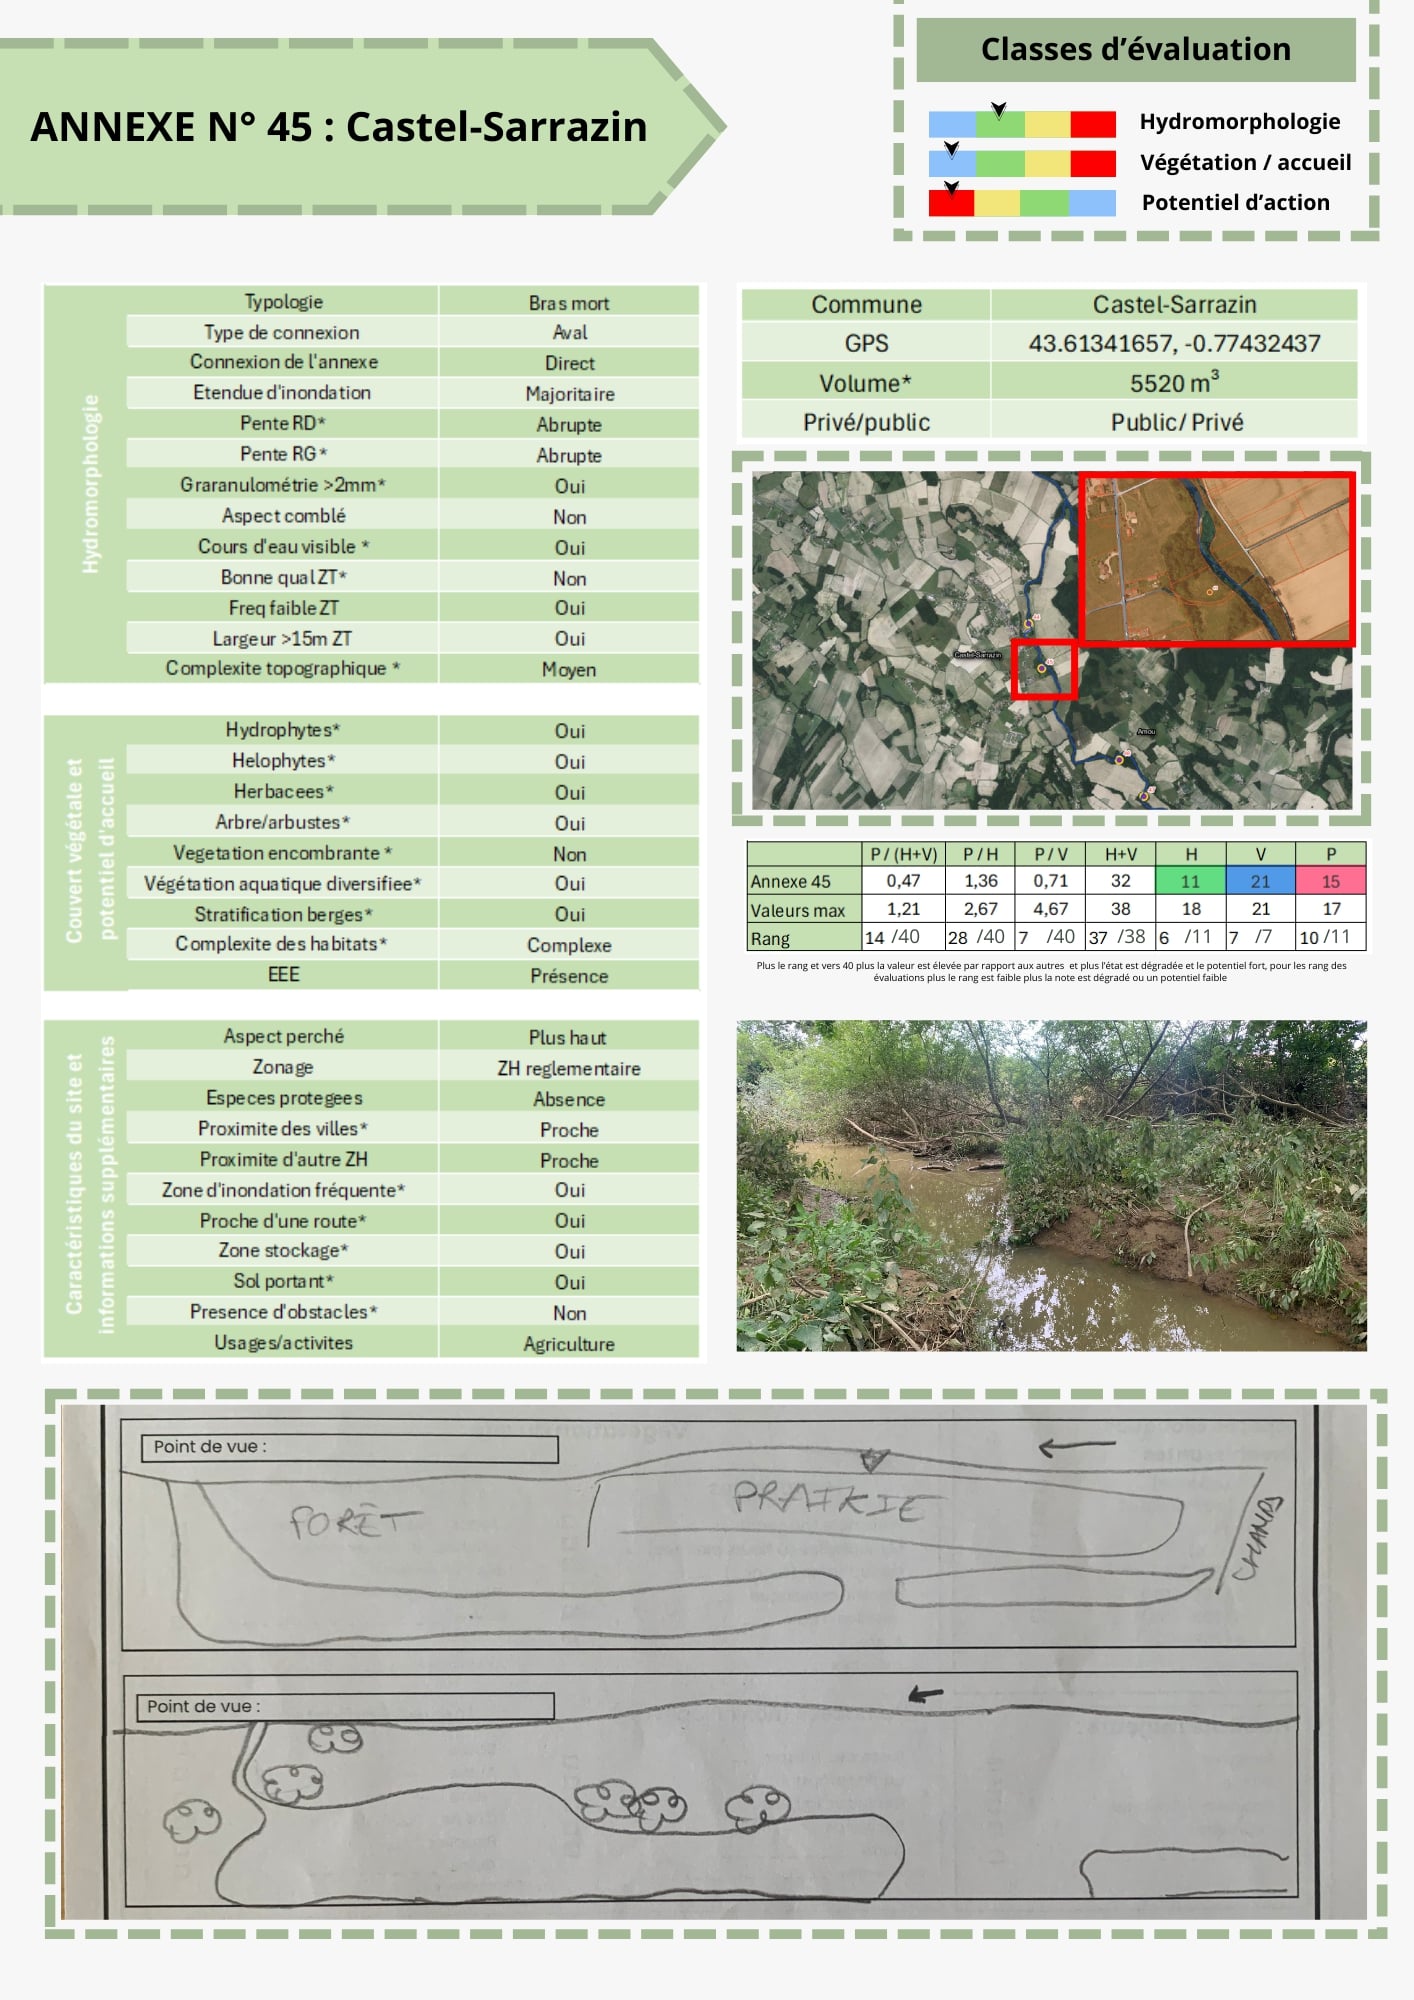 ANNEXE N° 45 : Castel-Sarrazin
Classes d’évaluation
Hydromorphologie
Végétation / accueil
Potentiel d’action
Hydromorphologie
Typologie Bras mort
Type de connexion Aval
Connexion de l'annexe Direct
Etendue d'inondation Majoritaire
Pente RD* Abrupte
Pente RG* Abrupte
Graranulométrie >2mm* Oui
Aspect comblé Non
Cours d'eau visible * Oui
Bonne qual ZT* Non
Freq faible ZT Oui
Largeur >15m ZT Oui
Complexite topographique * Moyen
Couvert végétale et
potentiel d'accueil
Hydrophytes* Oui
Helophytes* Oui
Herbacees* Oui
Arbre/arbustes* Oui
Vegetation encombrante * Non
Végétation aquatique diversifiee* Oui
Stratification berges* Oui
Complexite des habitats* Complexe
EEE Présence
Caractéristiques du site et
informations supplémentaires
Aspect perché Plus haut
Zonage ZH reglementaire
Especes protegees Absence
Proximite des villes* Proche
Proximite d'autre ZH Proche
Zone d'inondation fréquente* Oui
Proche d'une route* Oui
Zone stockage* Oui
Sol portant* Oui
Presence d'obstacles* Non
Usages/activites Agriculture
Commune Castel-Sarrazin
GPS 43.61341657, -0.77432437
Volume* 5520 m³
Privé/public Public/ Privé
Castel-Sarrazin
Amou
P / (H+V) P / H P / V H+V H V P
Annexe 45 0,47 1,36 0,71 32 11 21 15
Valeurs max 1,21 2,67 4,67 38 18 21 17
Rang 14 /40 28 /40 7 /40 37 /38 6 /11 7 /7 10 /11
Plus le rang et vers 40 plus la valeur est élevée par rapport aux autres et plus l'état est dégradée et le potentiel fort, pour les rang des
évaluations plus le rang est faible plus la note est dégradé ou un potentiel faible
Point de vue :
FORÊT
PRAIRIE
CHAMPS
Point de vue :